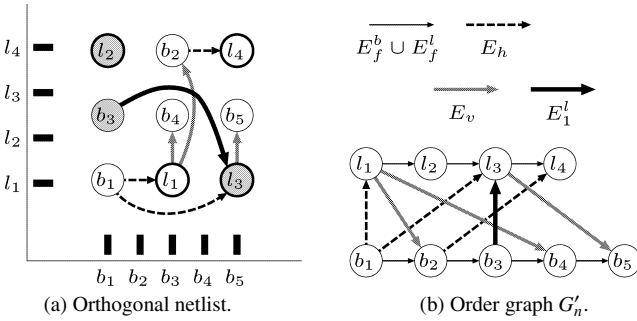 l₄ l₂ b₂ l₄
l₃
b₃ b₄ b₅
l₂
l₁ b₁ l₁ l₃
b₁ b₂ b₃ b₄ b₅
(a) Orthogonal netlist.
E_f^b ∪ E_f^l E_h
E_v E_1^l
l₁ l₂ l₃ l₄
b₁ b₂ b₃ b₄ b₅
(b) Order graph G′ₙ.